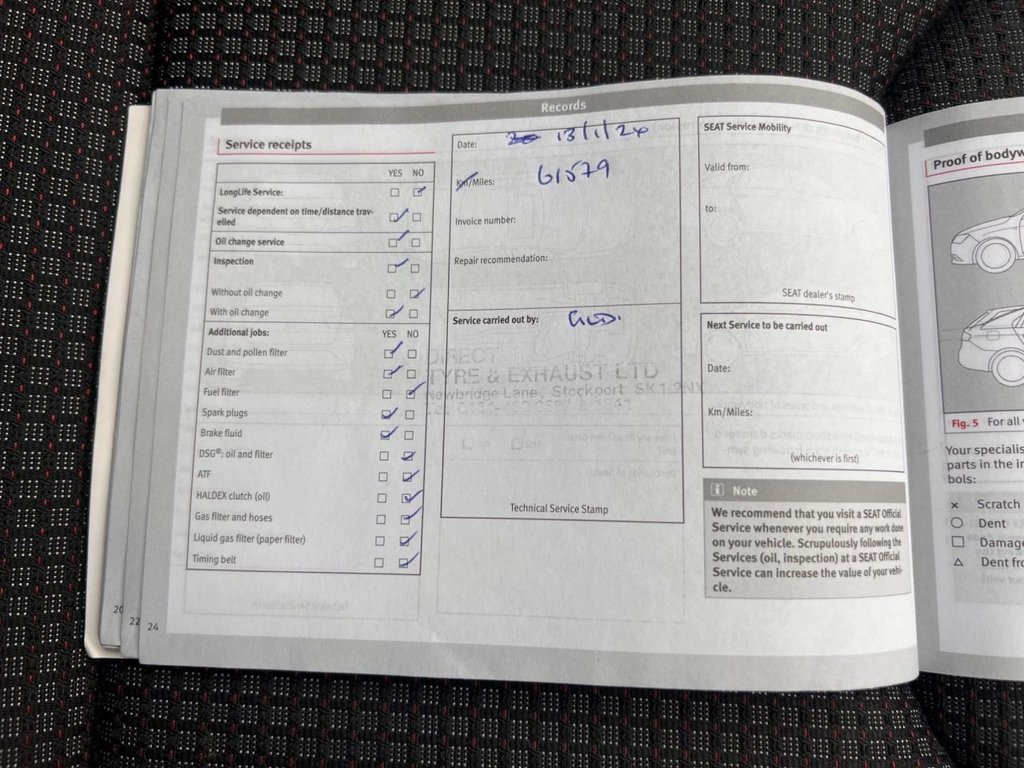 Records
Service receipts
YES NO
LongLife Service:
Service dependent on time/distance trav-
elled
Oil change service
Inspection
Without oil change
With oil change
Additional jobs: YES NO
Dust and pollen filter
Air filter
Fuel filter
Spark plugs
Brake fluid
DSG®: oil and filter
ATF
HALDEX clutch (oil)
Gas filter and hoses
Liquid gas filter (paper filter)
Timing belt
20
22
24
Date: 13/1/24
Km/Miles: 61579
Invoice number:
Repair recommendation:
Service carried out by:
DIRECT
TYRE & EXHAUST LTD
Newbridge Lane, Stockport SK1 2NY
Technical Service Stamp
SEAT Service Mobility
Valid from:
to:
SEAT dealer's stamp
Next Service to be carried out
Date:
Km/Miles:
(whichever is first)
i Note
We recommend that you visit a SEAT Official
Service whenever you require any work done
on your vehicle. Scrupulously following the
Services (oil, inspection) at a SEAT Official
Service can increase the value of your vehi-
cle.
Proof of bodyw
Fig. 5 For all
Your specialis
parts in the i
bols:
× Scratch
Dent
Damage
Dent fro